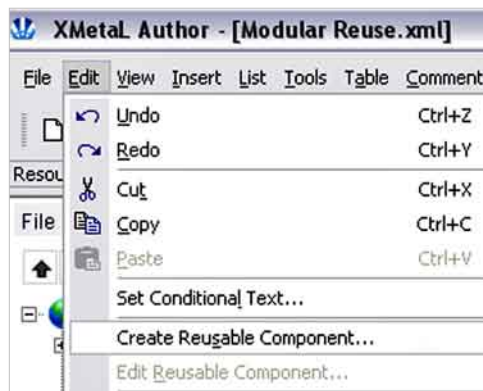 XMetaL Author - [Modular Reuse.xml]
File Edit View Insert List Tools Table Comment
Undo Ctrl+Z
Redo Ctrl+Y
Resou
Cut Ctrl+X
File
Copy Ctrl+C
Paste Ctrl+V
Set Conditional Text...
Create Reusable Component...
Edit Reusable Component...